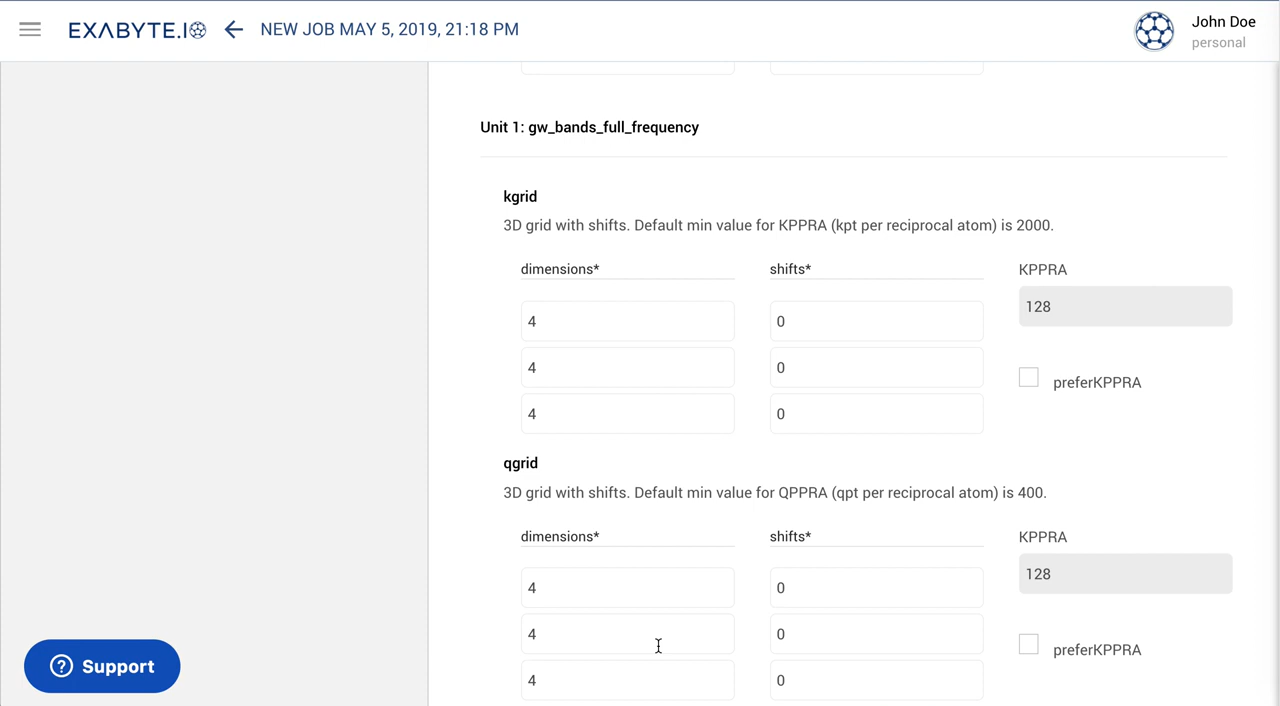 EXABYTE.IO
NEW JOB MAY 5, 2019, 21:18 PM
John Doe
personal
Unit 1: gw_bands_full_frequency
kgrid
3D grid with shifts. Default min value for KPPRA (kpt per reciprocal atom) is 2000.
dimensions* shifts* KPPRA
4 0 128
4 0 preferKPPRA
4 0
qgrid
3D grid with shifts. Default min value for QPPRA (qpt per reciprocal atom) is 400.
dimensions* shifts* KPPRA
4 0 128
4 0 preferKPPRA
4 0
? Support